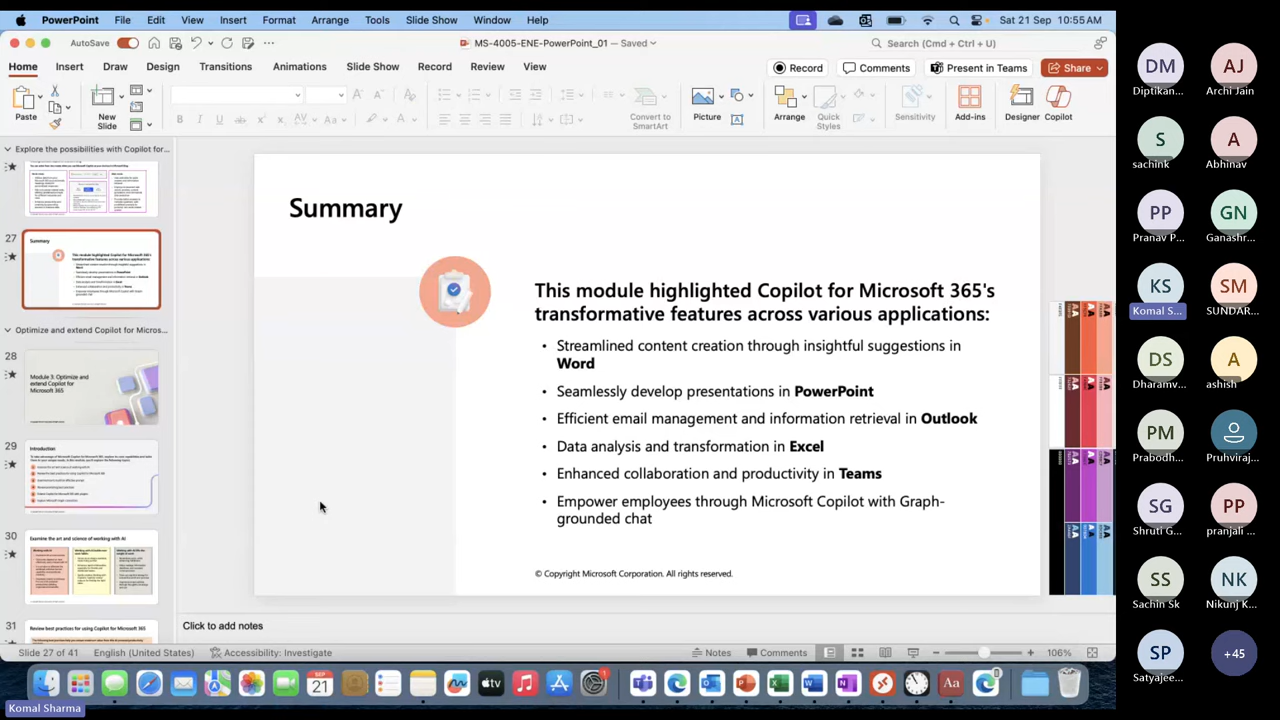 PowerPoint File Edit View Insert Format Arrange Tools Slide Show Window Help Sat 21 Sep 10:55 AM
AutoSave MS-4005-ENE-PowerPoint_01 — Saved Search (Cmd + Ctrl + U)
Home Insert Draw Design Transitions Animations Slide Show Record Review View Record Comments Present in Teams Share
Paste New Slide Convert to SmartArt Picture Arrange Quick Styles Sensitivity Add-ins Designer Copilot
Explore the possibilities with Copilot for...
27
Summary
Optimize and extend Copilot for Micros...
28
Module 3: Optimize and extend Copilot for Microsoft 365
29
Introduction
30
Examine the art and science of working with AI
31
Review best practices for using Copilot for Microsoft 365
Summary
This module highlighted Copilot for Microsoft 365's
transformative features across various applications:
• Streamlined content creation through insightful suggestions in
Word
• Seamlessly develop presentations in PowerPoint
• Efficient email management and information retrieval in Outlook
• Data analysis and transformation in Excel
• Enhanced collaboration and productivity in Teams
• Empower employees through Microsoft Copilot with Graph-
grounded chat
© Copyright Microsoft Corporation. All rights reserved.
Click to add notes
Slide 27 of 41 English (United States) Accessibility: Investigate Notes Comments 106%
Komal Sharma
DM AJ
Diptikan... Archi Jain
S A
sachink Abhinav
PP GN
Pranav P... Ganashr...
KS SM
Komal S... SUNDAR...
DS A
Dharamv... ashish
PM
Prabodh... Pruhviraj...
SG PP
Shruti G... pranjali ...
SS NK
Sachin Sk Nikunj K...
SP +45
Satyajee...